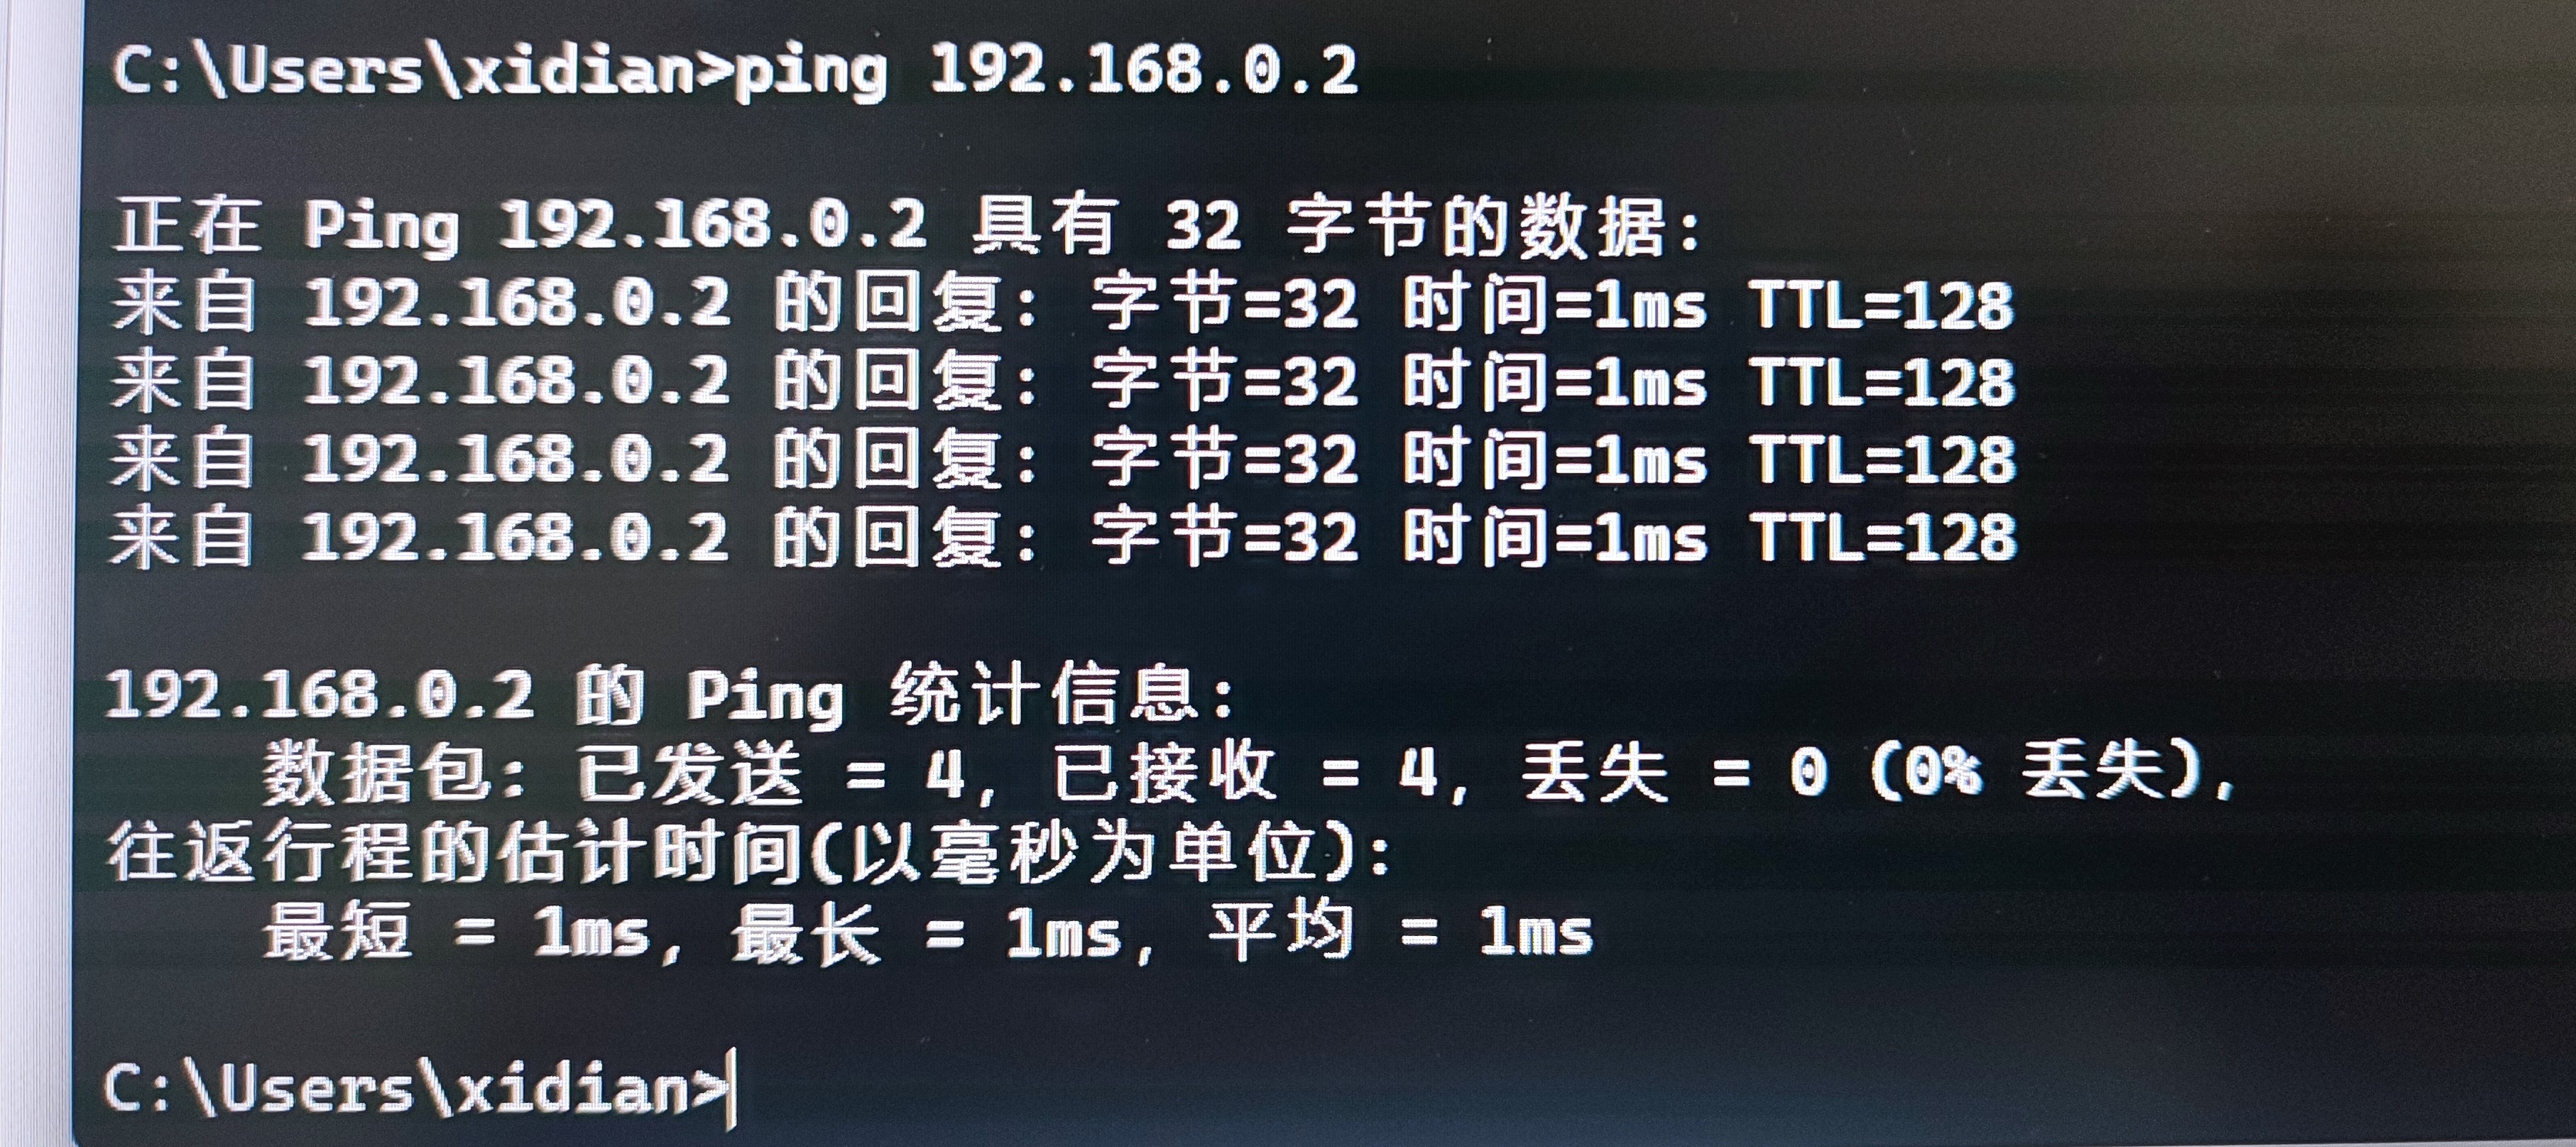 C:\Users\xidian>ping 192.168.0.2
正在 Ping 192.168.0.2 具有 32 字节的数据:
来自 192.168.0.2 的回复: 字节=32 时间=1ms TTL=128
来自 192.168.0.2 的回复: 字节=32 时间=1ms TTL=128
来自 192.168.0.2 的回复: 字节=32 时间=1ms TTL=128
来自 192.168.0.2 的回复: 字节=32 时间=1ms TTL=128
192.168.0.2 的 Ping 统计信息:
数据包: 已发送 = 4, 已接收 = 4, 丢失 = 0 (0% 丢失),
往返行程的估计时间(以毫秒为单位):
最短 = 1ms, 最长 = 1ms, 平均 = 1ms
C:\Users\xidian>